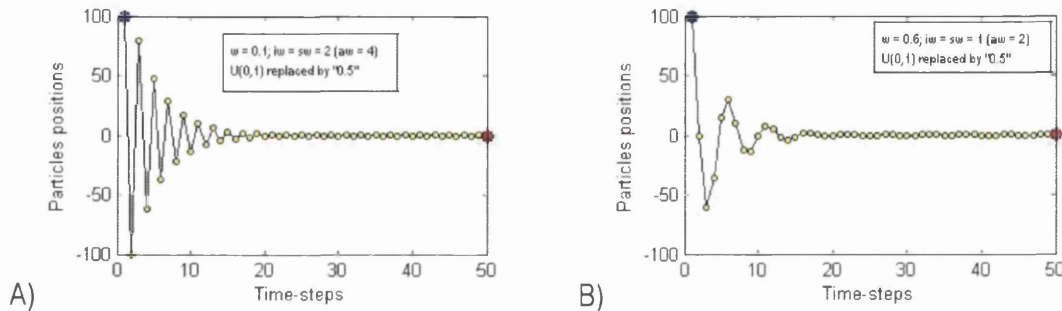 100
50
0
-50
-100
Particles positions
w = 0.1; iw = sw = 2 (aw = 4)
U(0,1) replaced by "0.5"
0
10
20
30
40
50
Time-steps
A)
100
50
0
-50
-100
Particles positions
w = 0.6; iw = sw = 1 (aw = 2)
U(0,1) replaced by "0.5"
0
10
20
30
40
50
Time-steps
B)